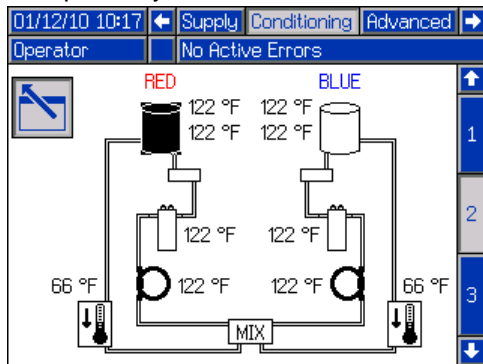 01/12/10 10:17 Supply Conditioning Advanced
Operator No Active Errors
RED BLUE
122 °F 122 °F
122 °F 122 °F
1
2
122 °F 122 °F
66 °F 122 °F 122 °F 66 °F
3
MIX